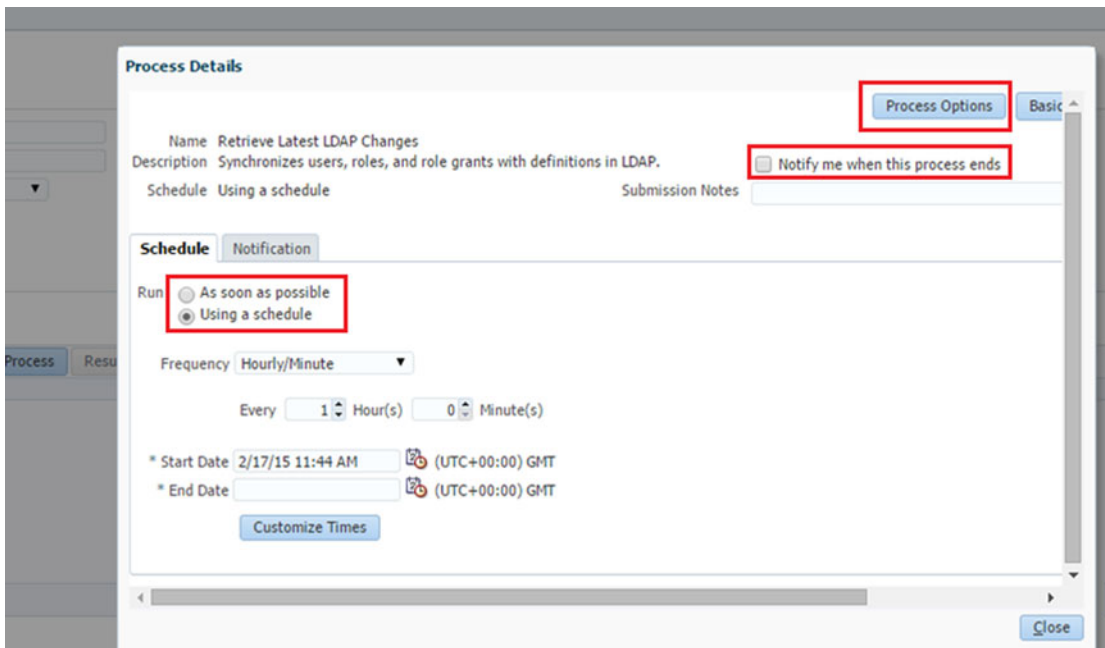 Process Details
Process Options
Basic
Name Retrieve Latest LDAP Changes
Description Synchronizes users, roles, and role grants with definitions in LDAP.
Notify me when this process ends
Schedule Using a schedule
Submission Notes
Schedule Notification
Run As soon as possible
Using a schedule
Process Resu
Frequency Hourly/Minute
Every 1 Hour(s) 0 Minute(s)
* Start Date 2/17/15 11:44 AM (UTC+00:00) GMT
* End Date (UTC+00:00) GMT
Customize Times
Close